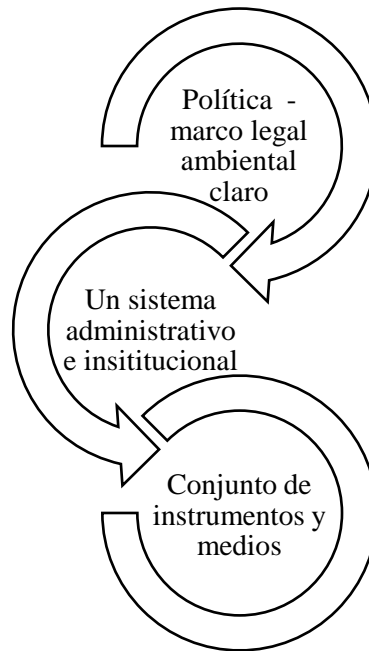 Política -
marco legal
ambiental
claro
Un sistema
administrativo
e insititucional
Conjunto de
instrumentos y
medios